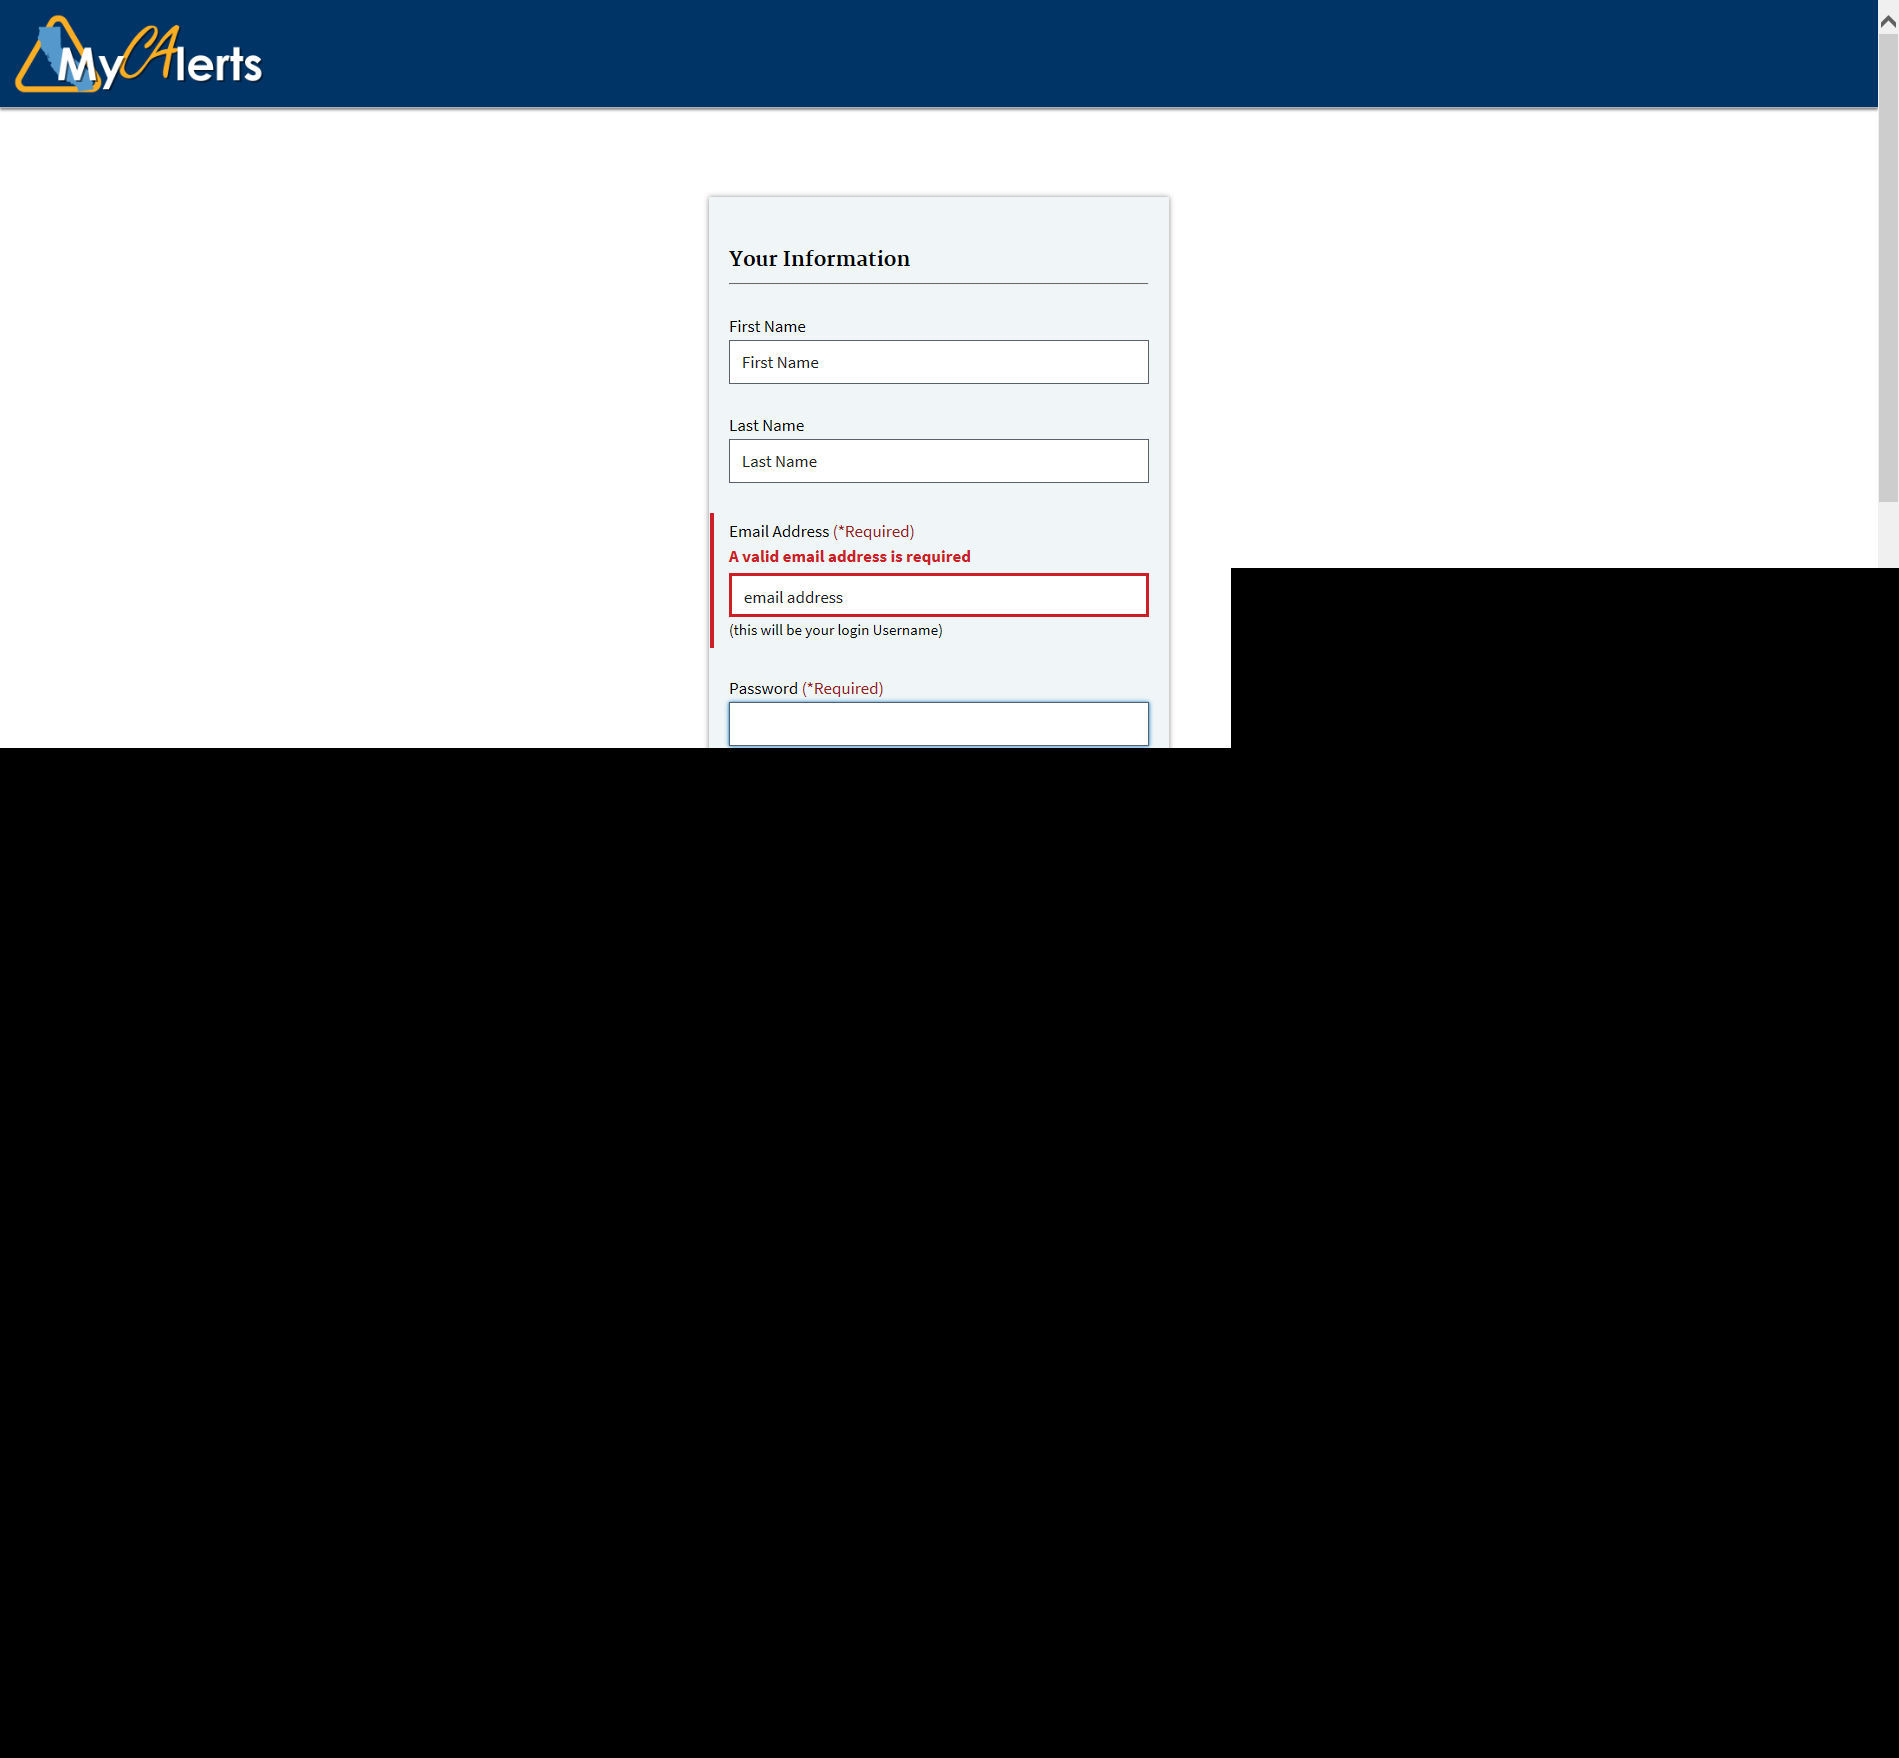 MyCAlerts
Your Information
First Name
First Name
Last Name
Last Name
Email Address (*Required)
A valid email address is required
email address
(this will be your login Username)
Password (*Required)